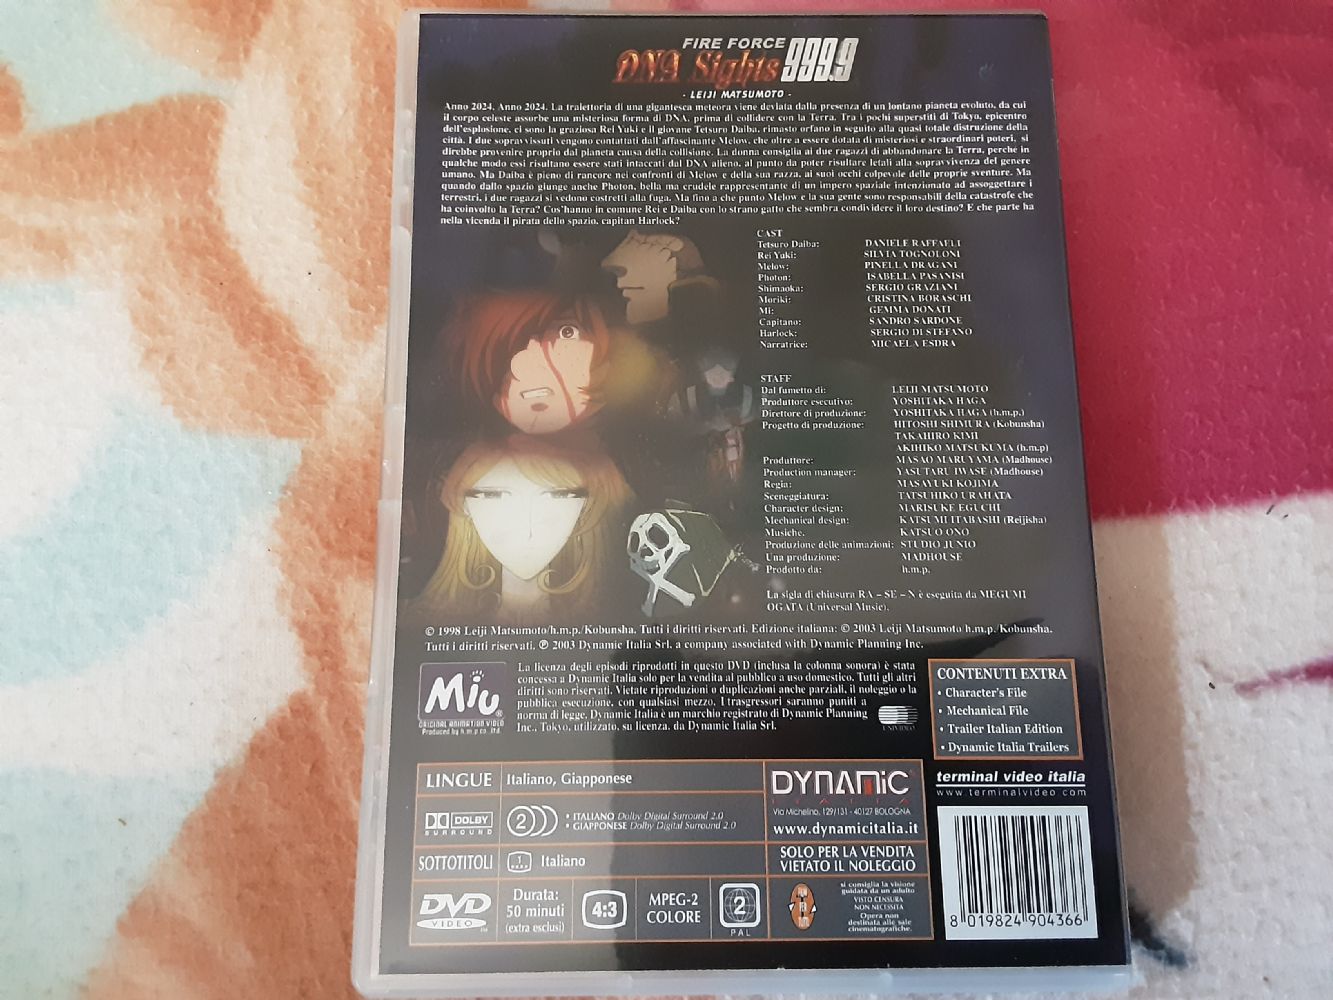 FIRE FORCE
DNA Sights 999.9
- LEIJI MATSUMOTO -
Anno 2024. Anno 2024. La traiettoria di una gigantesca meteora viene deviata dalla presenza di un lontano pianeta evoluto, da cui
il corpo celeste assorbe una misteriosa forma di DNA, prima di collidere con la Terra. Tra i pochi superstiti di Tokyo, epicentro
dell'esplosione, ci sono la graziosa Rei Yuki e il giovane Tetsuro Daiba, rimasto orfano in seguito alla quasi totale distruzione della
città. I due sopravvissuti vengono contattati dall'affascinante Melow, che oltre a essere dotata di misteriosi e straordinari poteri, si
direbbe provenire proprio dal pianeta causa della collisione. La donna consiglia ai due ragazzi di abbandonare la Terra, perché in
qualche modo essi risultano essere stati intaccati dal DNA alieno, al punto da poter risultare letali alla sopravvivenza del genere
umano. Ma Daiba è pieno di rancore nei confronti di Melow e della sua razza, ai suoi occhi colpevole delle proprie sventure. Ma
quando dallo spazio giunge anche Photon, bella ma crudele rappresentante di un impero spaziale intenzionato ad assoggettare i
terrestri, i due ragazzi si vedono costretti alla fuga. Ma fino a che punto Melow e la sua gente sono responsabili della catastrofe che
ha coinvolto la Terra? Cos'hanno in comune Rei e Daiba con lo strano gatto che sembra condividere il loro destino? E che parte ha
nella vicenda il pirata dello spazio, capitan Harlock?
CAST
Tetsuro Daiba: DANIELE RAFFAELI
Rei Yuki: SILVIA TOGNOLONI
Melow: PINELLA DRAGANI
Photon: ISABELLA PASANISI
Shimaoka: SERGIO GRAZIANI
Moriki: CRISTINA BORASCHI
Mi: GEMMA DONATI
Capitano: SANDRO SARDONE
Harlock: SERGIO DI STEFANO
Narratrice: MICAELA ESDRA
STAFF
Dal fumetto di: LEIJI MATSUMOTO
Produttore esecutivo: YOSHITAKA HAGA
Direttore di produzione: YOSHITAKA HAGA (h.m.p.)
Progetto di produzione: HITOSHI SHIMURA (Kobunsha)
TAKAHIRO KIMI
AKIHIKO MATSUKUMA (h.m.p)
Produttore: MASAO MARUYAMA (Madhouse)
Production manager: YASUTARU IWASE (Madhouse)
Regia: MASAYUKI KOJIMA
Sceneggiatura: TATSUHIKO URAHATA
Character design: MARISUKE EGUCHI
Mechanical design: KATSUMI ITABASHI (Reijisha)
Musiche. KATSUO ONO
Produzione delle animazioni: STUDIO JUNIO
Una produzione: MADHOUSE
Prodotto da: h.m.p.
La sigla di chiusura RA – SE – N è eseguita da MEGUMI
OGATA (Universal Music).
© 1998 Leiji Matsumoto/h.m.p./Kobunsha. Tutti i diritti riservati. Edizione italiana: © 2003 Leiji Matsumoto/h.m.p./Kobunsha.
Tutti i diritti riservati. ℗ 2003 Dynamic Italia Srl, a company associated with Dynamic Planning Inc.
MiU ®
ORIGINAL ANIMATION VIDEO
Produced by h.m.p co. ltd.
La licenza degli episodi riprodotti in questo DVD (inclusa la colonna sonora) è stata
concessa a Dynamic Italia solo per la vendita al pubblico a uso domestico. Tutti gli altri
diritti sono riservati. Vietate riproduzioni o duplicazioni anche parziali, il noleggio o la
pubblica esecuzione, con qualsiasi mezzo. I trasgressori saranno puniti a
norma di legge. Dynamic Italia è un marchio registrato di Dynamic Planning
Inc., Tokyo, utilizzato, su licenza, da Dynamic Italia Srl.
UNIVIDEO
CONTENUTI EXTRA
• Character's File
• Mechanical File
• Trailer Italian Edition
• Dynamic Italia Trailers
LINGUE Italiano, Giapponese
DOLBY
SURROUND
2
• ITALIANO Dolby Digital Surround 2.0
• GIAPPONESE Dolby Digital Surround 2.0
SOTTOTITOLI 1 Italiano
DVD
VIDEO
Durata:
50 minuti
(extra esclusi)
4:3
MPEG-2
COLORE
2
PAL
DYNAMIC
ITALIA
Via Michelino, 129/131 - 40127 BOLOGNA
www.dynamicitalia.it
SOLO PER LA VENDITA
VIETATO IL NOLEGGIO
FILM
PER
TUTTI
si consiglia la visione
guidata da un adulto
VISTO CENSURA
NON NECESSITA
Opera non
destinata alle sale
cinematografiche.
terminal video italia
www.terminalvideo.com
8 019824 904366